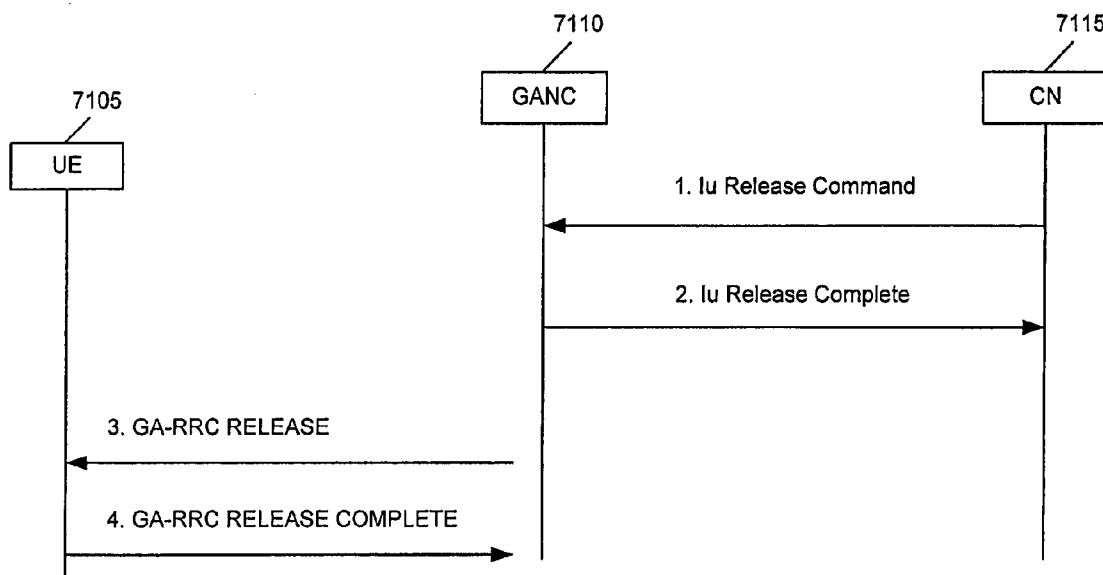 7110
7115
7105
GANC
CN
UE
1. Iu Release Command
2. Iu Release Complete
3. GA-RRC RELEASE
4. GA-RRC RELEASE COMPLETE